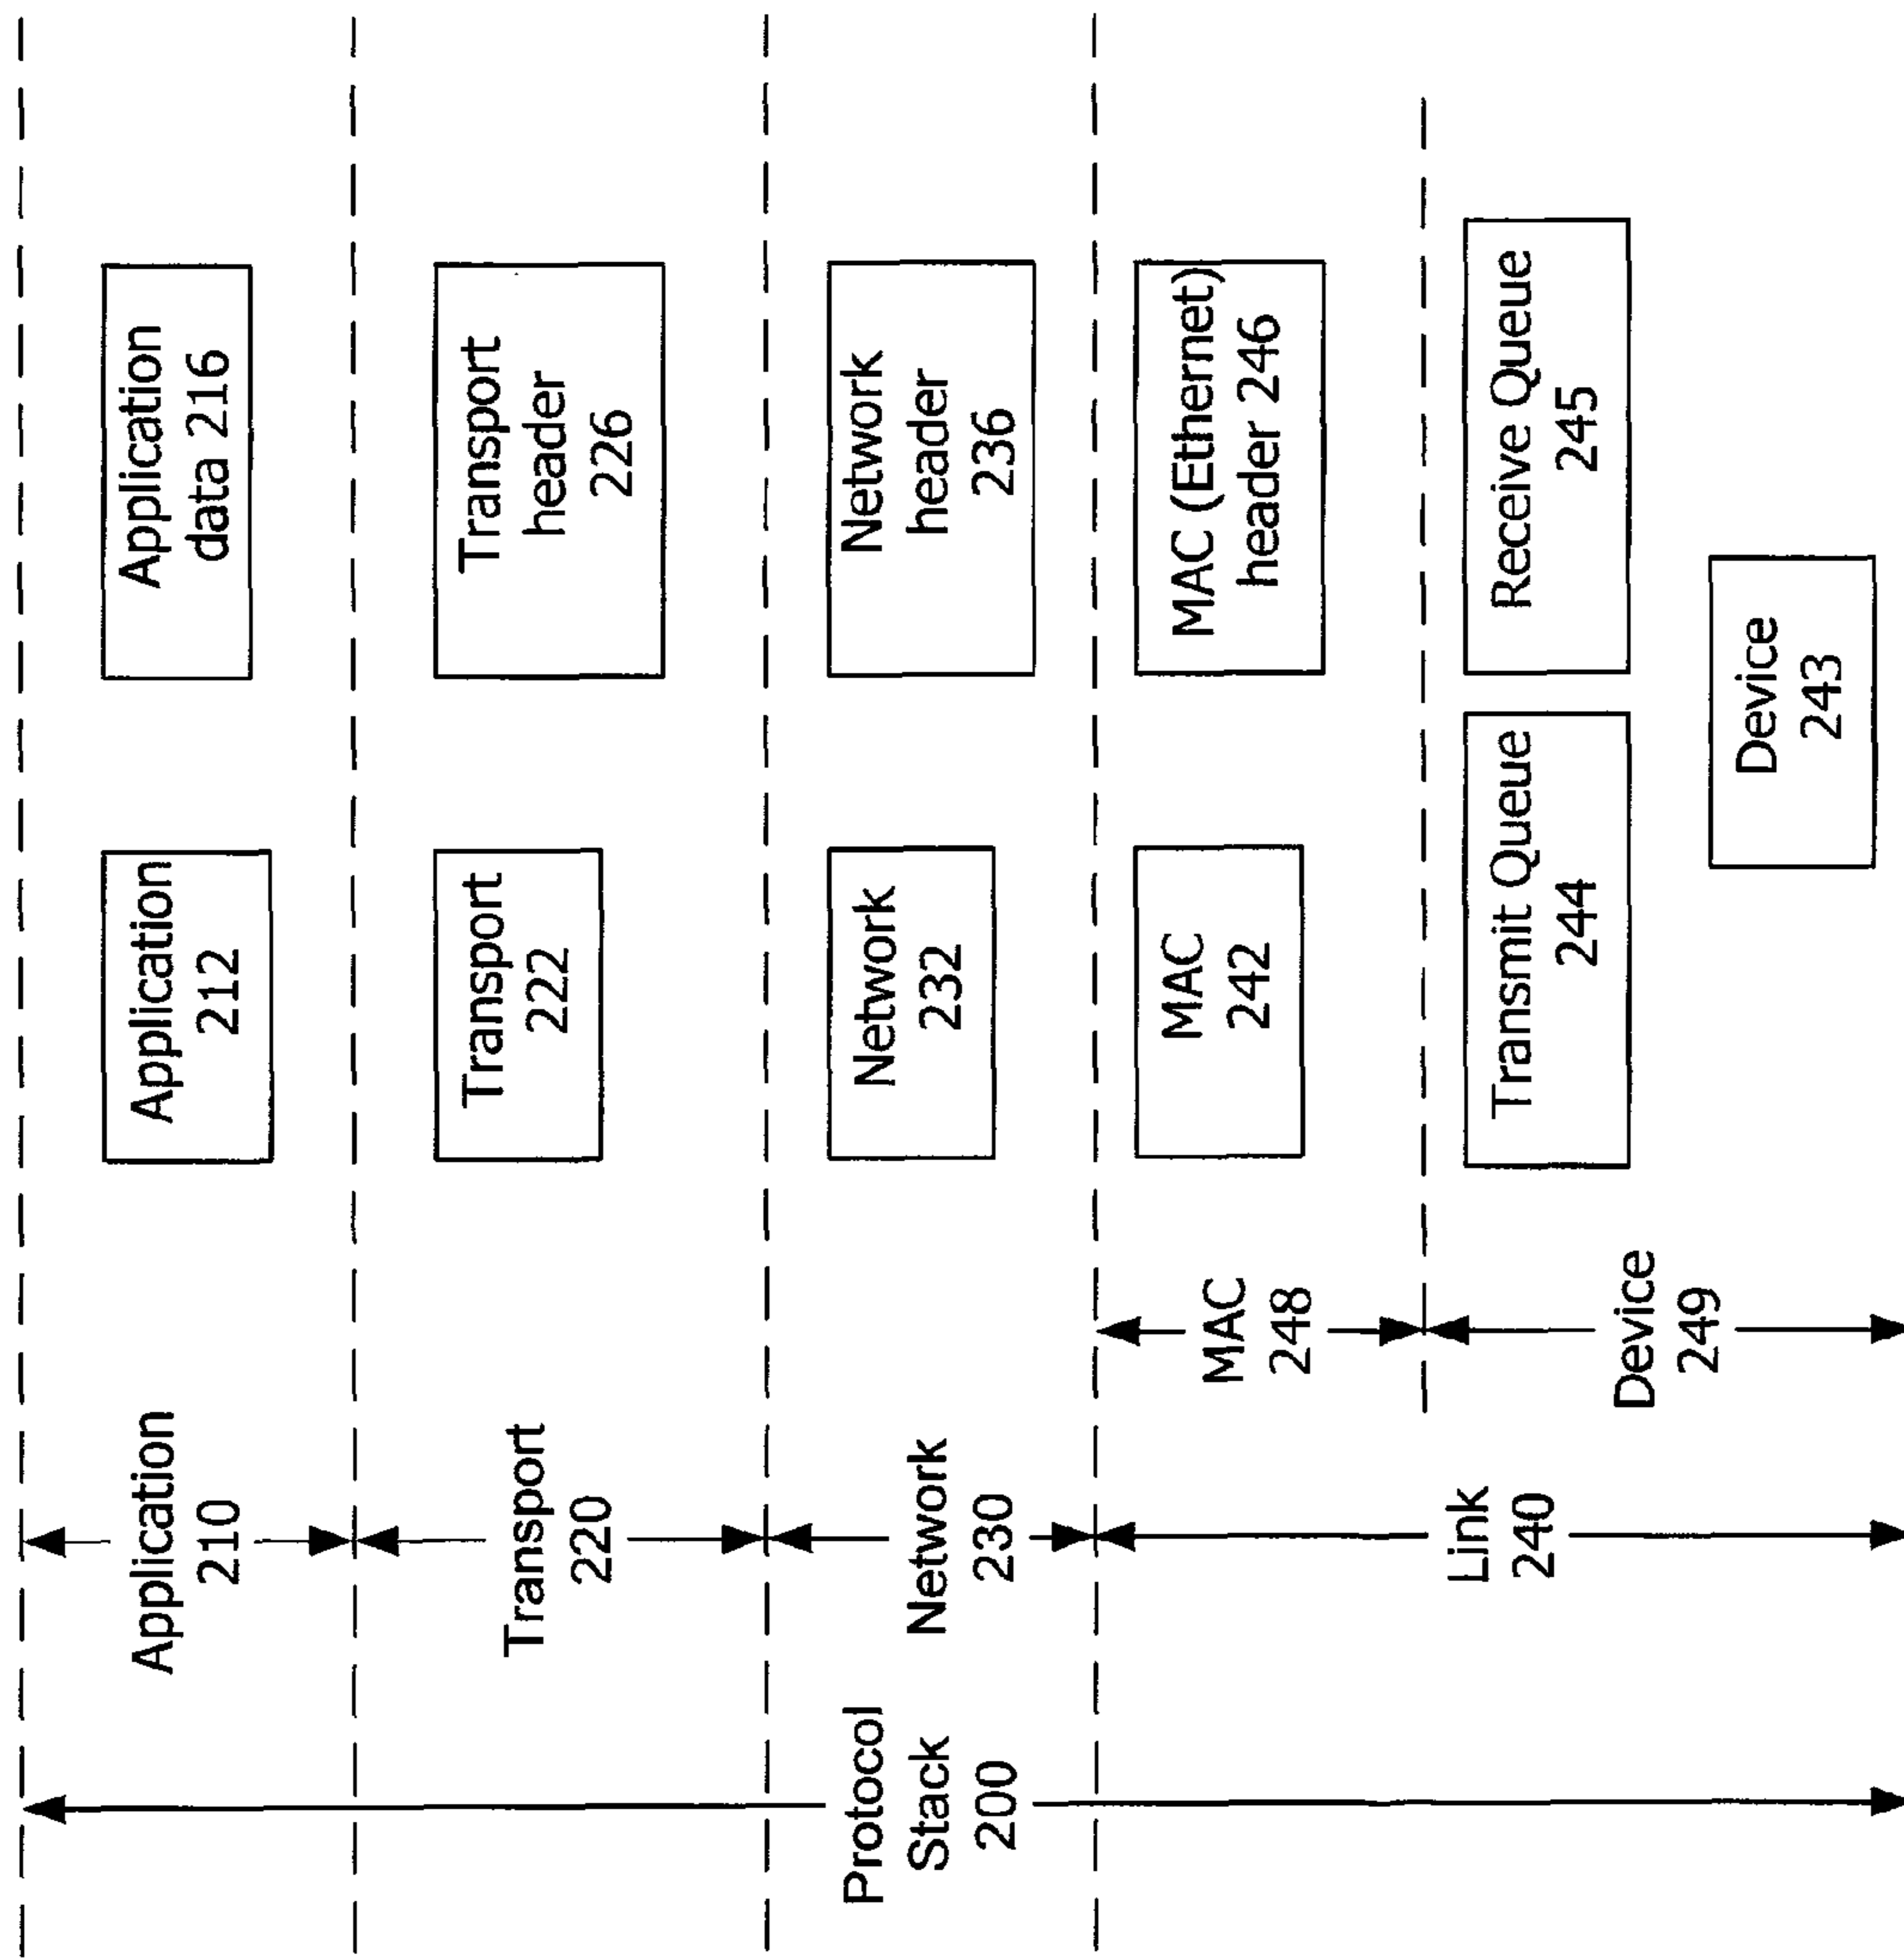 Protocol
Stack
200
Application
210
Transport
220
Network
230
Link
240
MAC
248
Device
249
Application
212
Application
data 216
Transport
222
Transport
header
226
Network
232
Network
header
236
MAC
242
MAC (Ethernet)
header 246
Transmit Queue
244
Receive Queue
245
Device
243